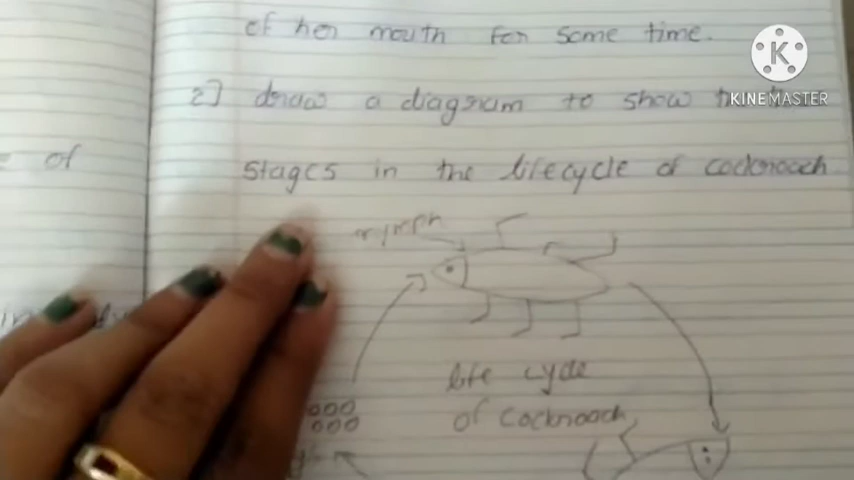 of her mouth for some time.
KINEMASTER
2] draw a diagram to show
stages in the lifecycle of cockroach
of
nymph
life cycle
of cockroach